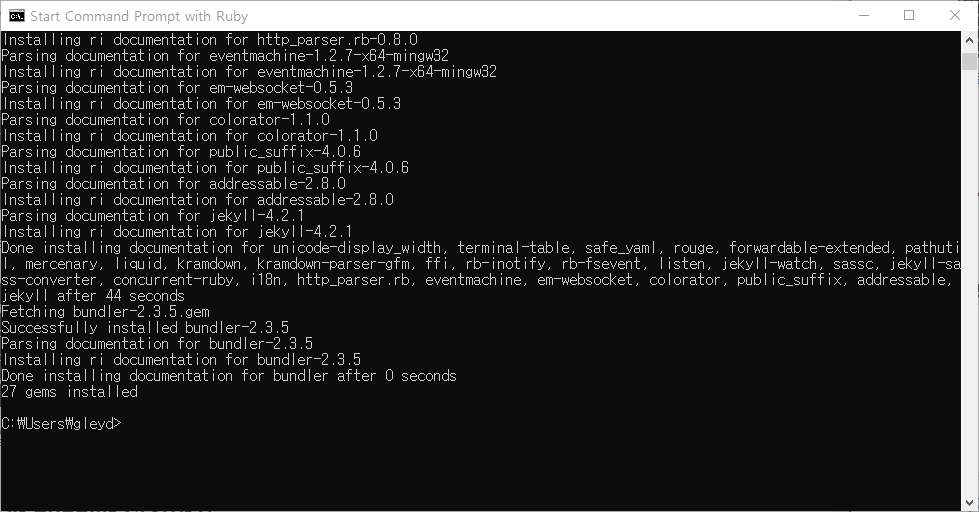 Start Command Prompt with Ruby
Installing ri documentation for http_parser.rb-0.8.0
Parsing documentation for eventmachine-1.2.7-x64-mingw32
Installing ri documentation for eventmachine-1.2.7-x64-mingw32
Parsing documentation for em-websocket-0.5.3
Installing ri documentation for em-websocket-0.5.3
Parsing documentation for colorator-1.1.0
Installing ri documentation for colorator-1.1.0
Parsing documentation for public_suffix-4.0.6
Installing ri documentation for public_suffix-4.0.6
Parsing documentation for addressable-2.8.0
Installing ri documentation for addressable-2.8.0
Parsing documentation for jekyll-4.2.1
Installing ri documentation for jekyll-4.2.1
Done installing documentation for unicode-display_width, terminal-table, safe_yaml, rouge, forwardable-extended, pathuti
l, mercenary, liquid, kramdown, kramdown-parser-gfm, ffi, rb-inotify, rb-fsevent, listen, jekyll-watch, sassc, jekyll-sa
ss-converter, concurrent-ruby, i18n, http_parser.rb, eventmachine, em-websocket, colorator, public_suffix, addressable,
jekyll after 44 seconds
Fetching bundler-2.3.5.gem
Successfully installed bundler-2.3.5
Parsing documentation for bundler-2.3.5
Installing ri documentation for bundler-2.3.5
Done installing documentation for bundler after 0 seconds
27 gems installed
C:₩Users₩gleyd>